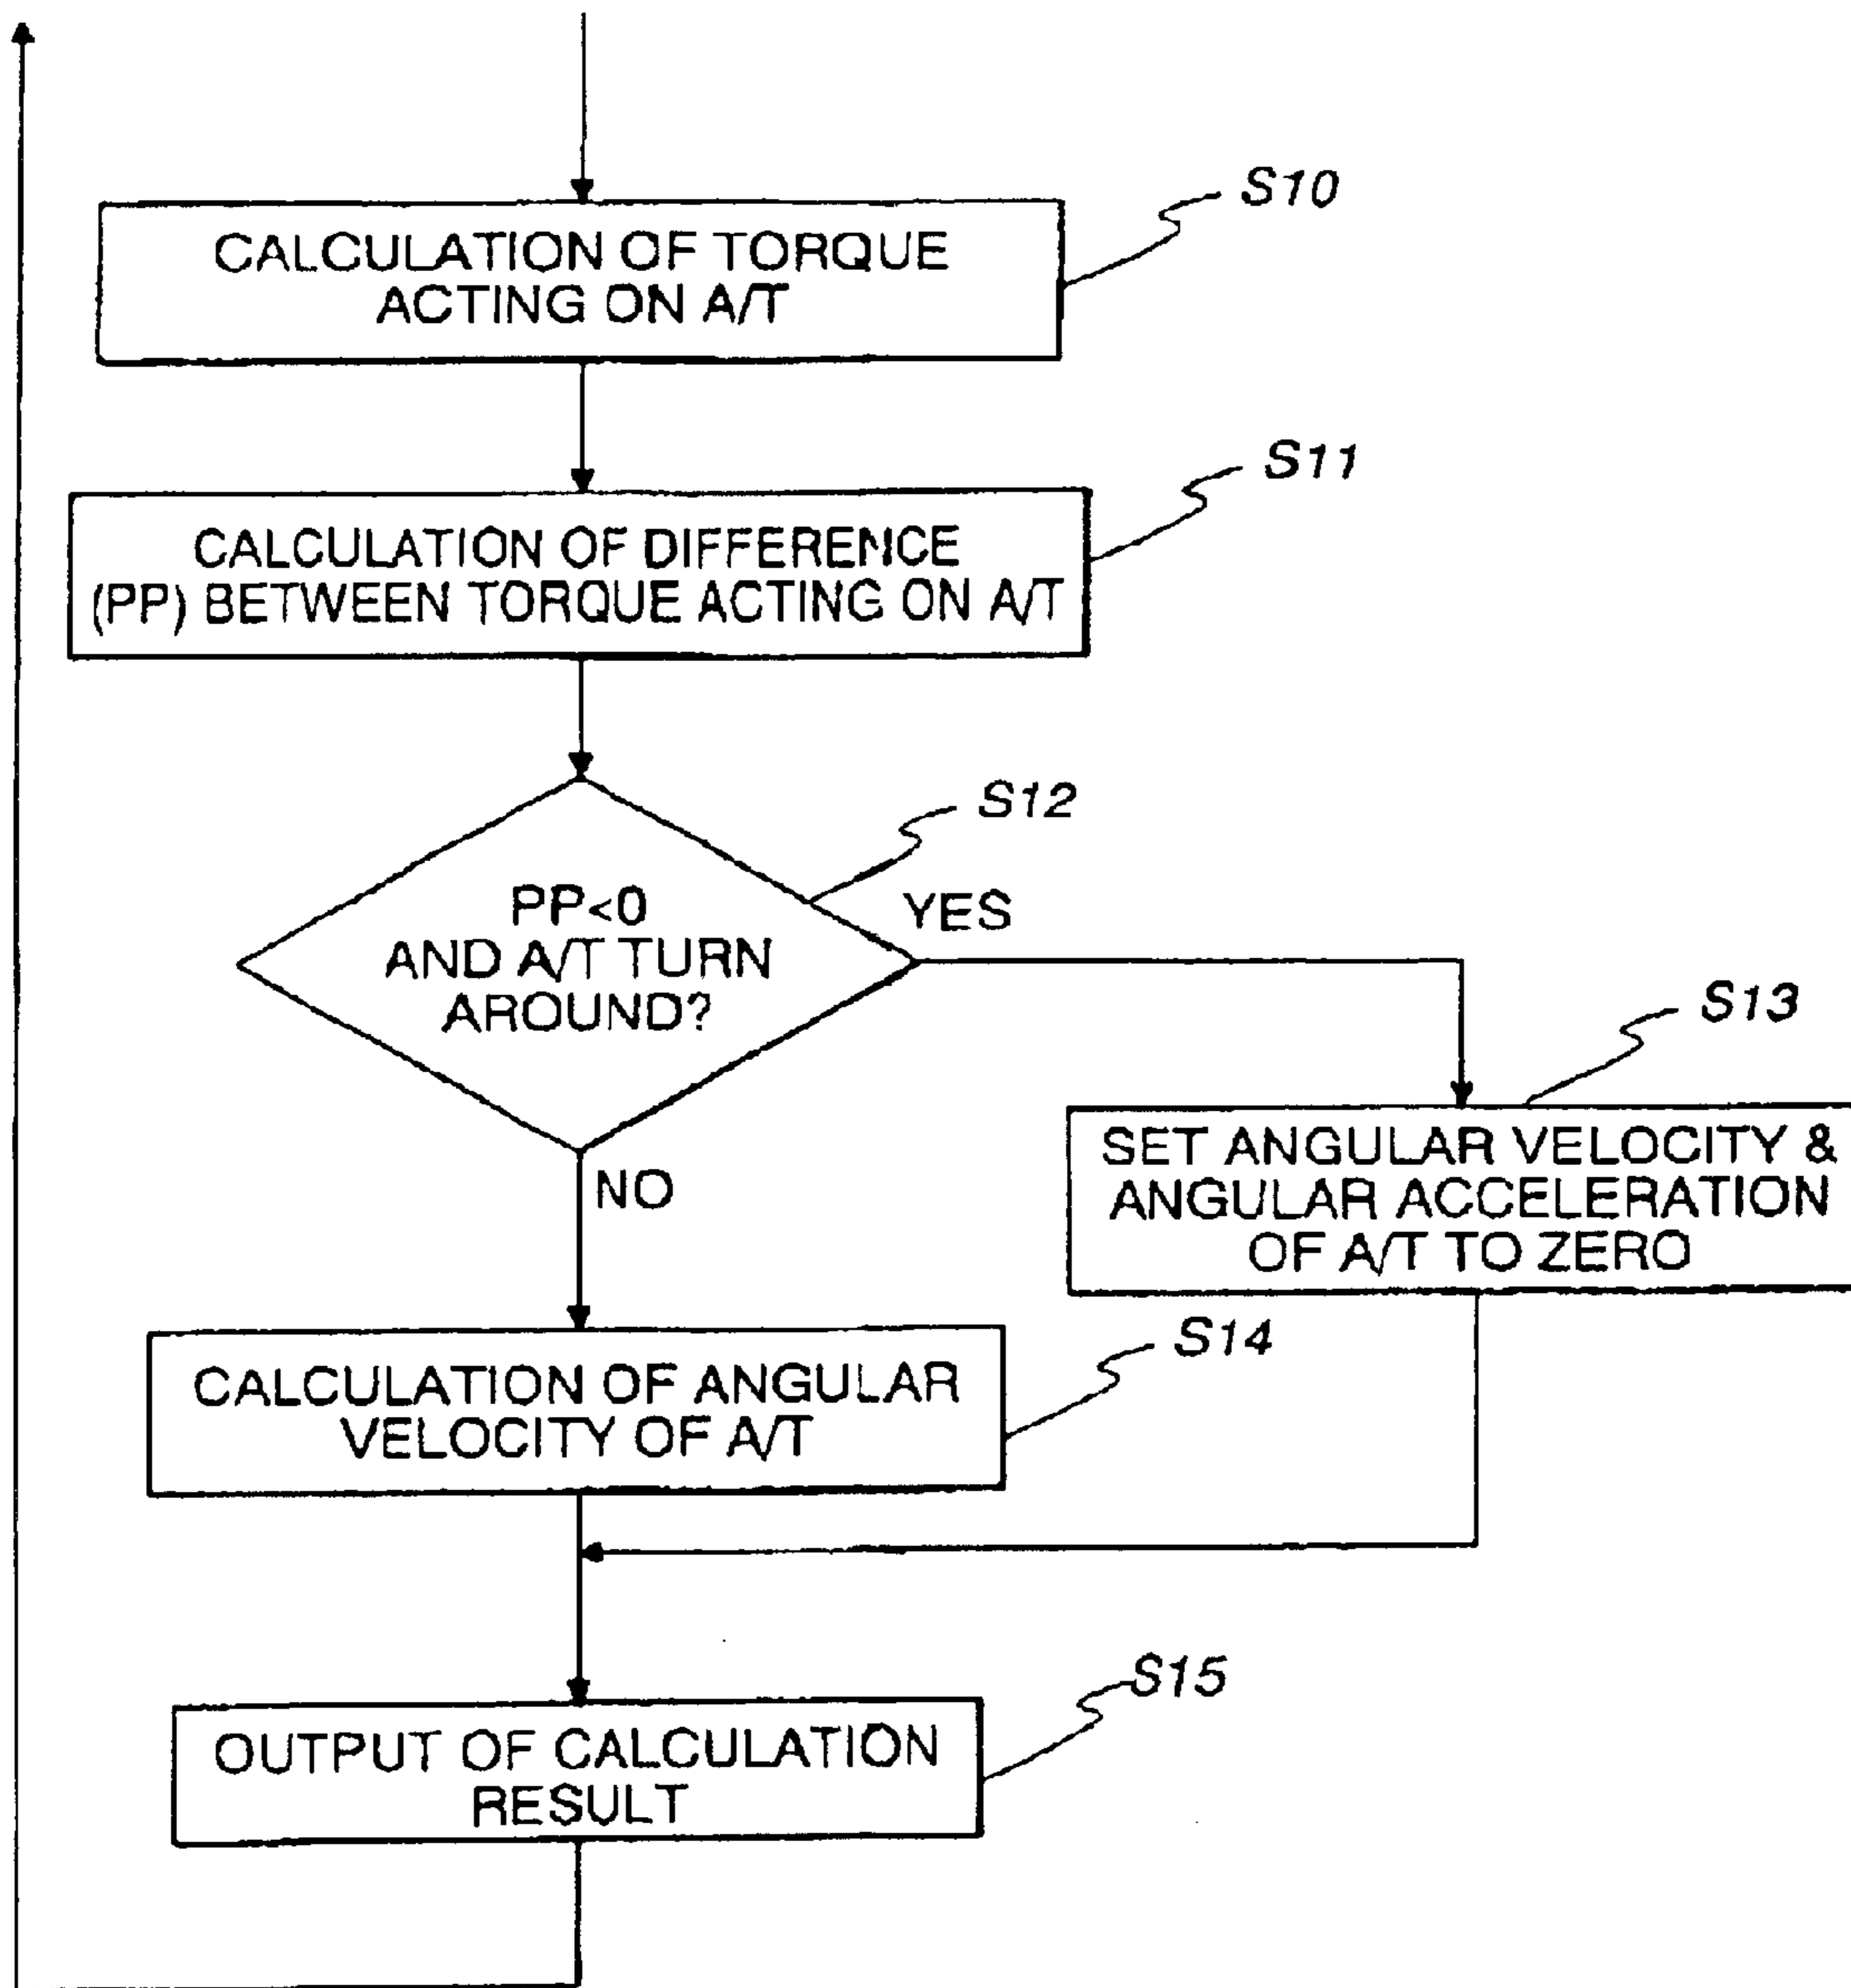 S10
CALCULATION OF TORQUE
ACTING ON A/T
S11
CALCULATION OF DIFFERENCE
(PP) BETWEEN TORQUE ACTING ON A/T
S12
PP<0
AND A/T TURN
AROUND?
YES
NO
S13
SET ANGULAR VELOCITY &
ANGULAR ACCELERATION
OF A/T TO ZERO
S14
CALCULATION OF ANGULAR
VELOCITY OF A/T
S15
OUTPUT OF CALCULATION
RESULT